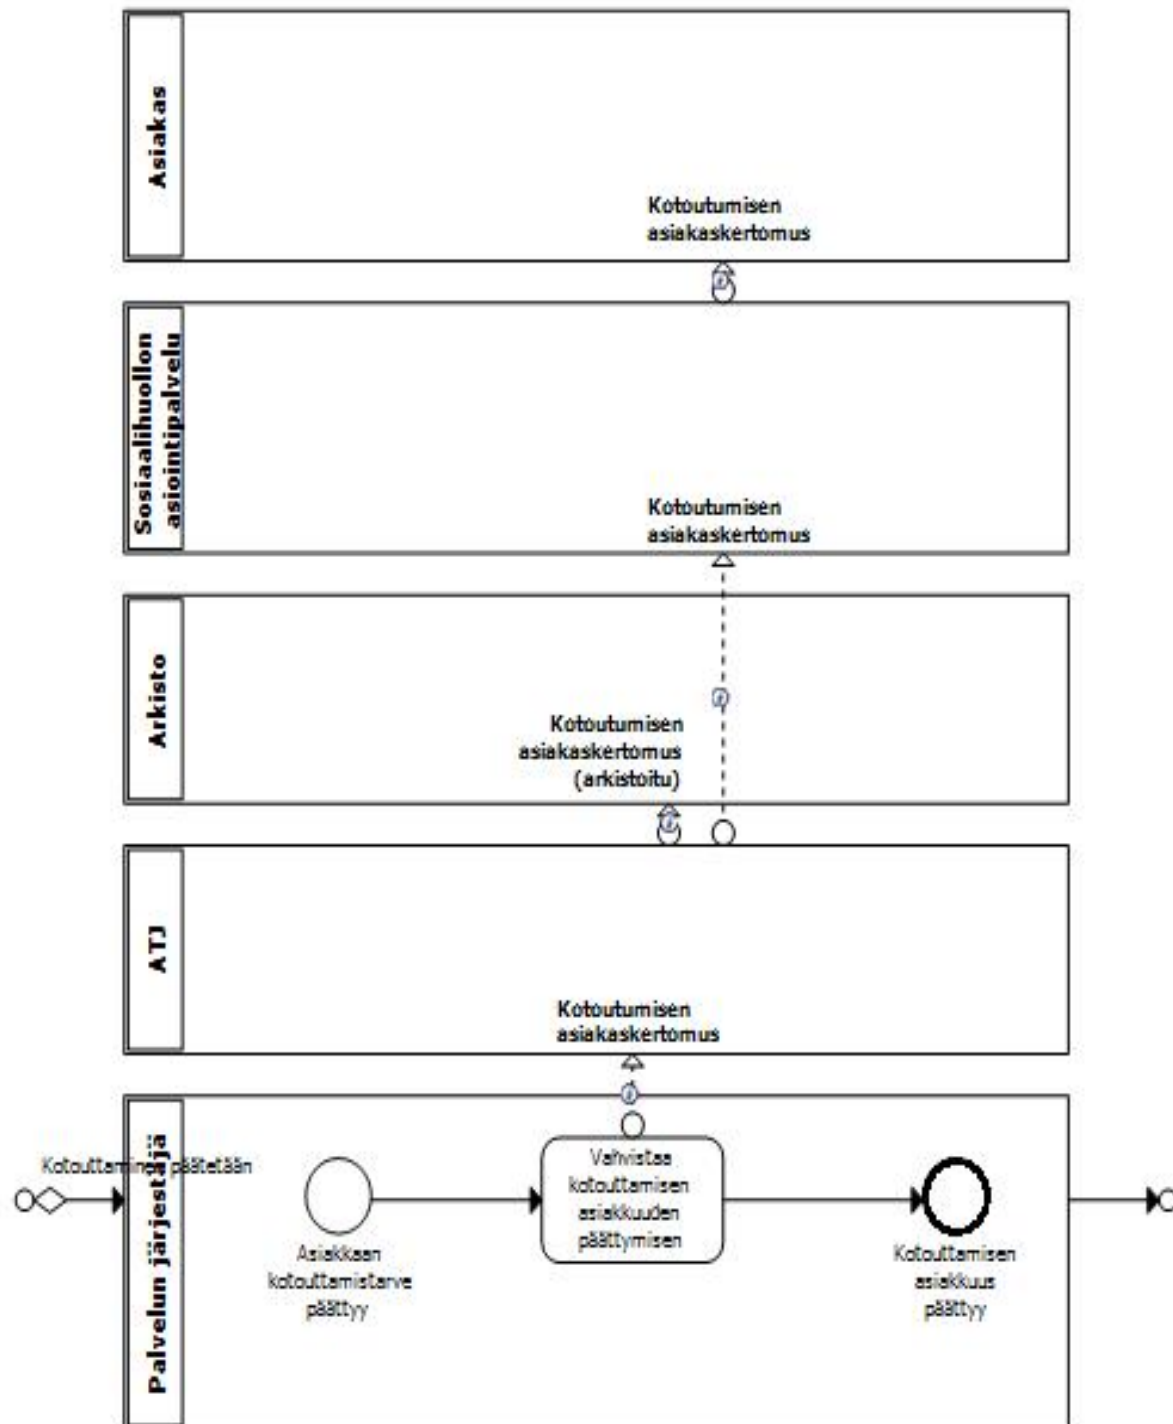 Asiakas
Kotoutumisen
asiakaskertomus
Sosiaalihuollon
asiointipalvelu
Kotoutumisen
asiakaskertomus
Arkisto
Kotoutumisen
asiakaskertomus
(arkistoitu)
ATJ
Kotoutumisen
asiakaskertomus
Palvelun järjestäjä
Kotouttaminen päätetään
Asiakkaan
kotouttamistarve
päättyy
Vahvistaa
kotouttamisen
asiakkuuden
päättymisen
Kotouttamisen
asiakkuus
päättyy